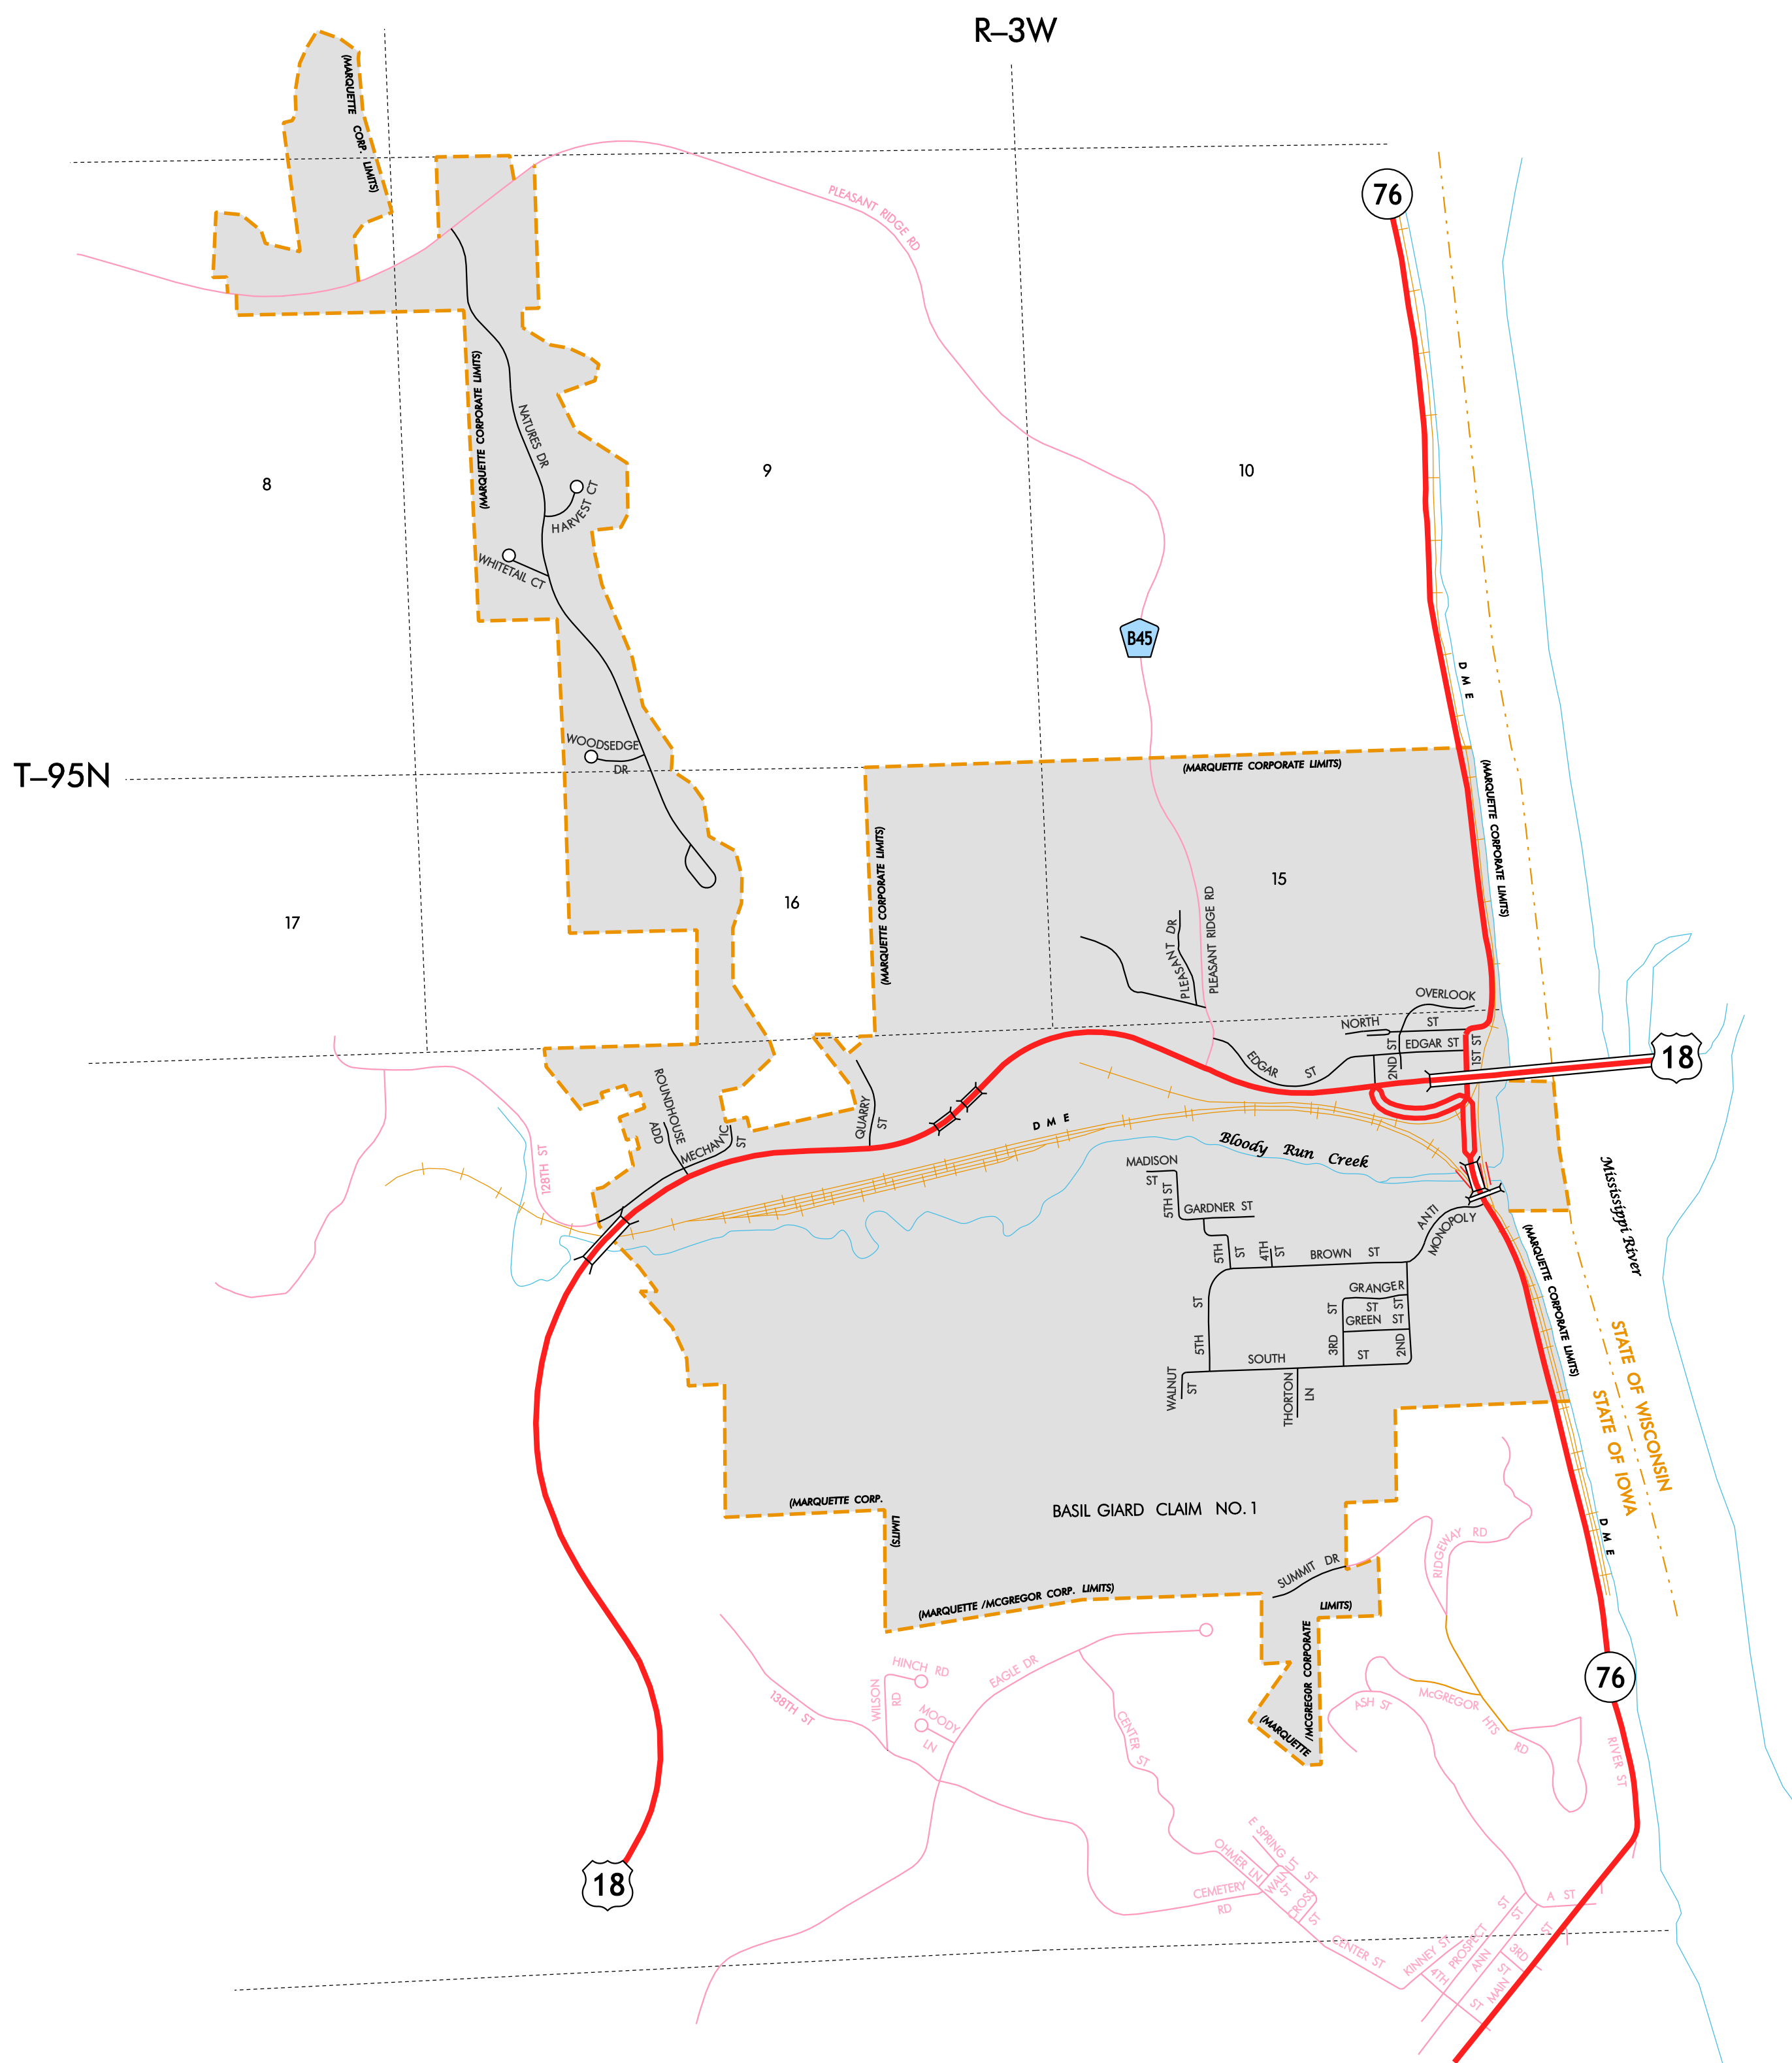 R–3W
(MARQUETTE CORP. LIMITS)
76
PLEASANT RIDGE RD
(MARQUETTE CORPORATE LIMITS)
NATURES DR
8
9
10
HARVEST CT
WHITETAIL CT
B45
D M E
WOODSEDGE
DR
T–95N
(MARQUETTE CORPORATE LIMITS)
(MARQUETTE CORPORATE LIMITS)
(MARQUETTE CORPORATE LIMITS)
15
16
17
PLEASANT DR
PLEASANT RIDGE RD
OVERLOOK
NORTH ST
EDGAR ST
2ND ST
1ST ST
EDGAR ST
18
ROUNDHOUSE
ADD
MECHANIC
ST
QUARRY
ST
D M E
128TH ST
Bloody Run Creek
Mississippi River
MADISON
ST
5TH ST
GARDNER ST
5TH
ST
4TH
ST
BROWN ST
ANTI
MONOPOLY
GRANGER
ST
GREEN ST
5TH ST
3RD ST
2ND ST
SOUTH ST
WALNUT
ST
THORTON
LN
(MARQUETTE CORPORATE LIMITS)
STATE OF WISCONSIN
STATE OF IOWA
(MARQUETTE CORP.
LIMITS)
BASIL GIARD CLAIM NO. 1
D M E
RIDGEWAY RD
SUMMIT DR
(MARQUETTE /MCGREGOR CORP. LIMITS)
(MARQUETTE
/MCGREGOR CORPORATE
LIMITS)
HINCH RD
WILSON
RD
MOODY
LN
EAGLE DR
138TH ST
CENTER ST
ASH ST
McGREGOR HTS RD
76
RIVER ST
18
E SPRING ST
OHMER LN
WALNUT
ST
CROSS
ST
CEMETERY
RD
CENTER ST
KINNEY ST
PROSPECT ST
ANN ST
A ST
4TH ST
3RD ST
MAIN ST